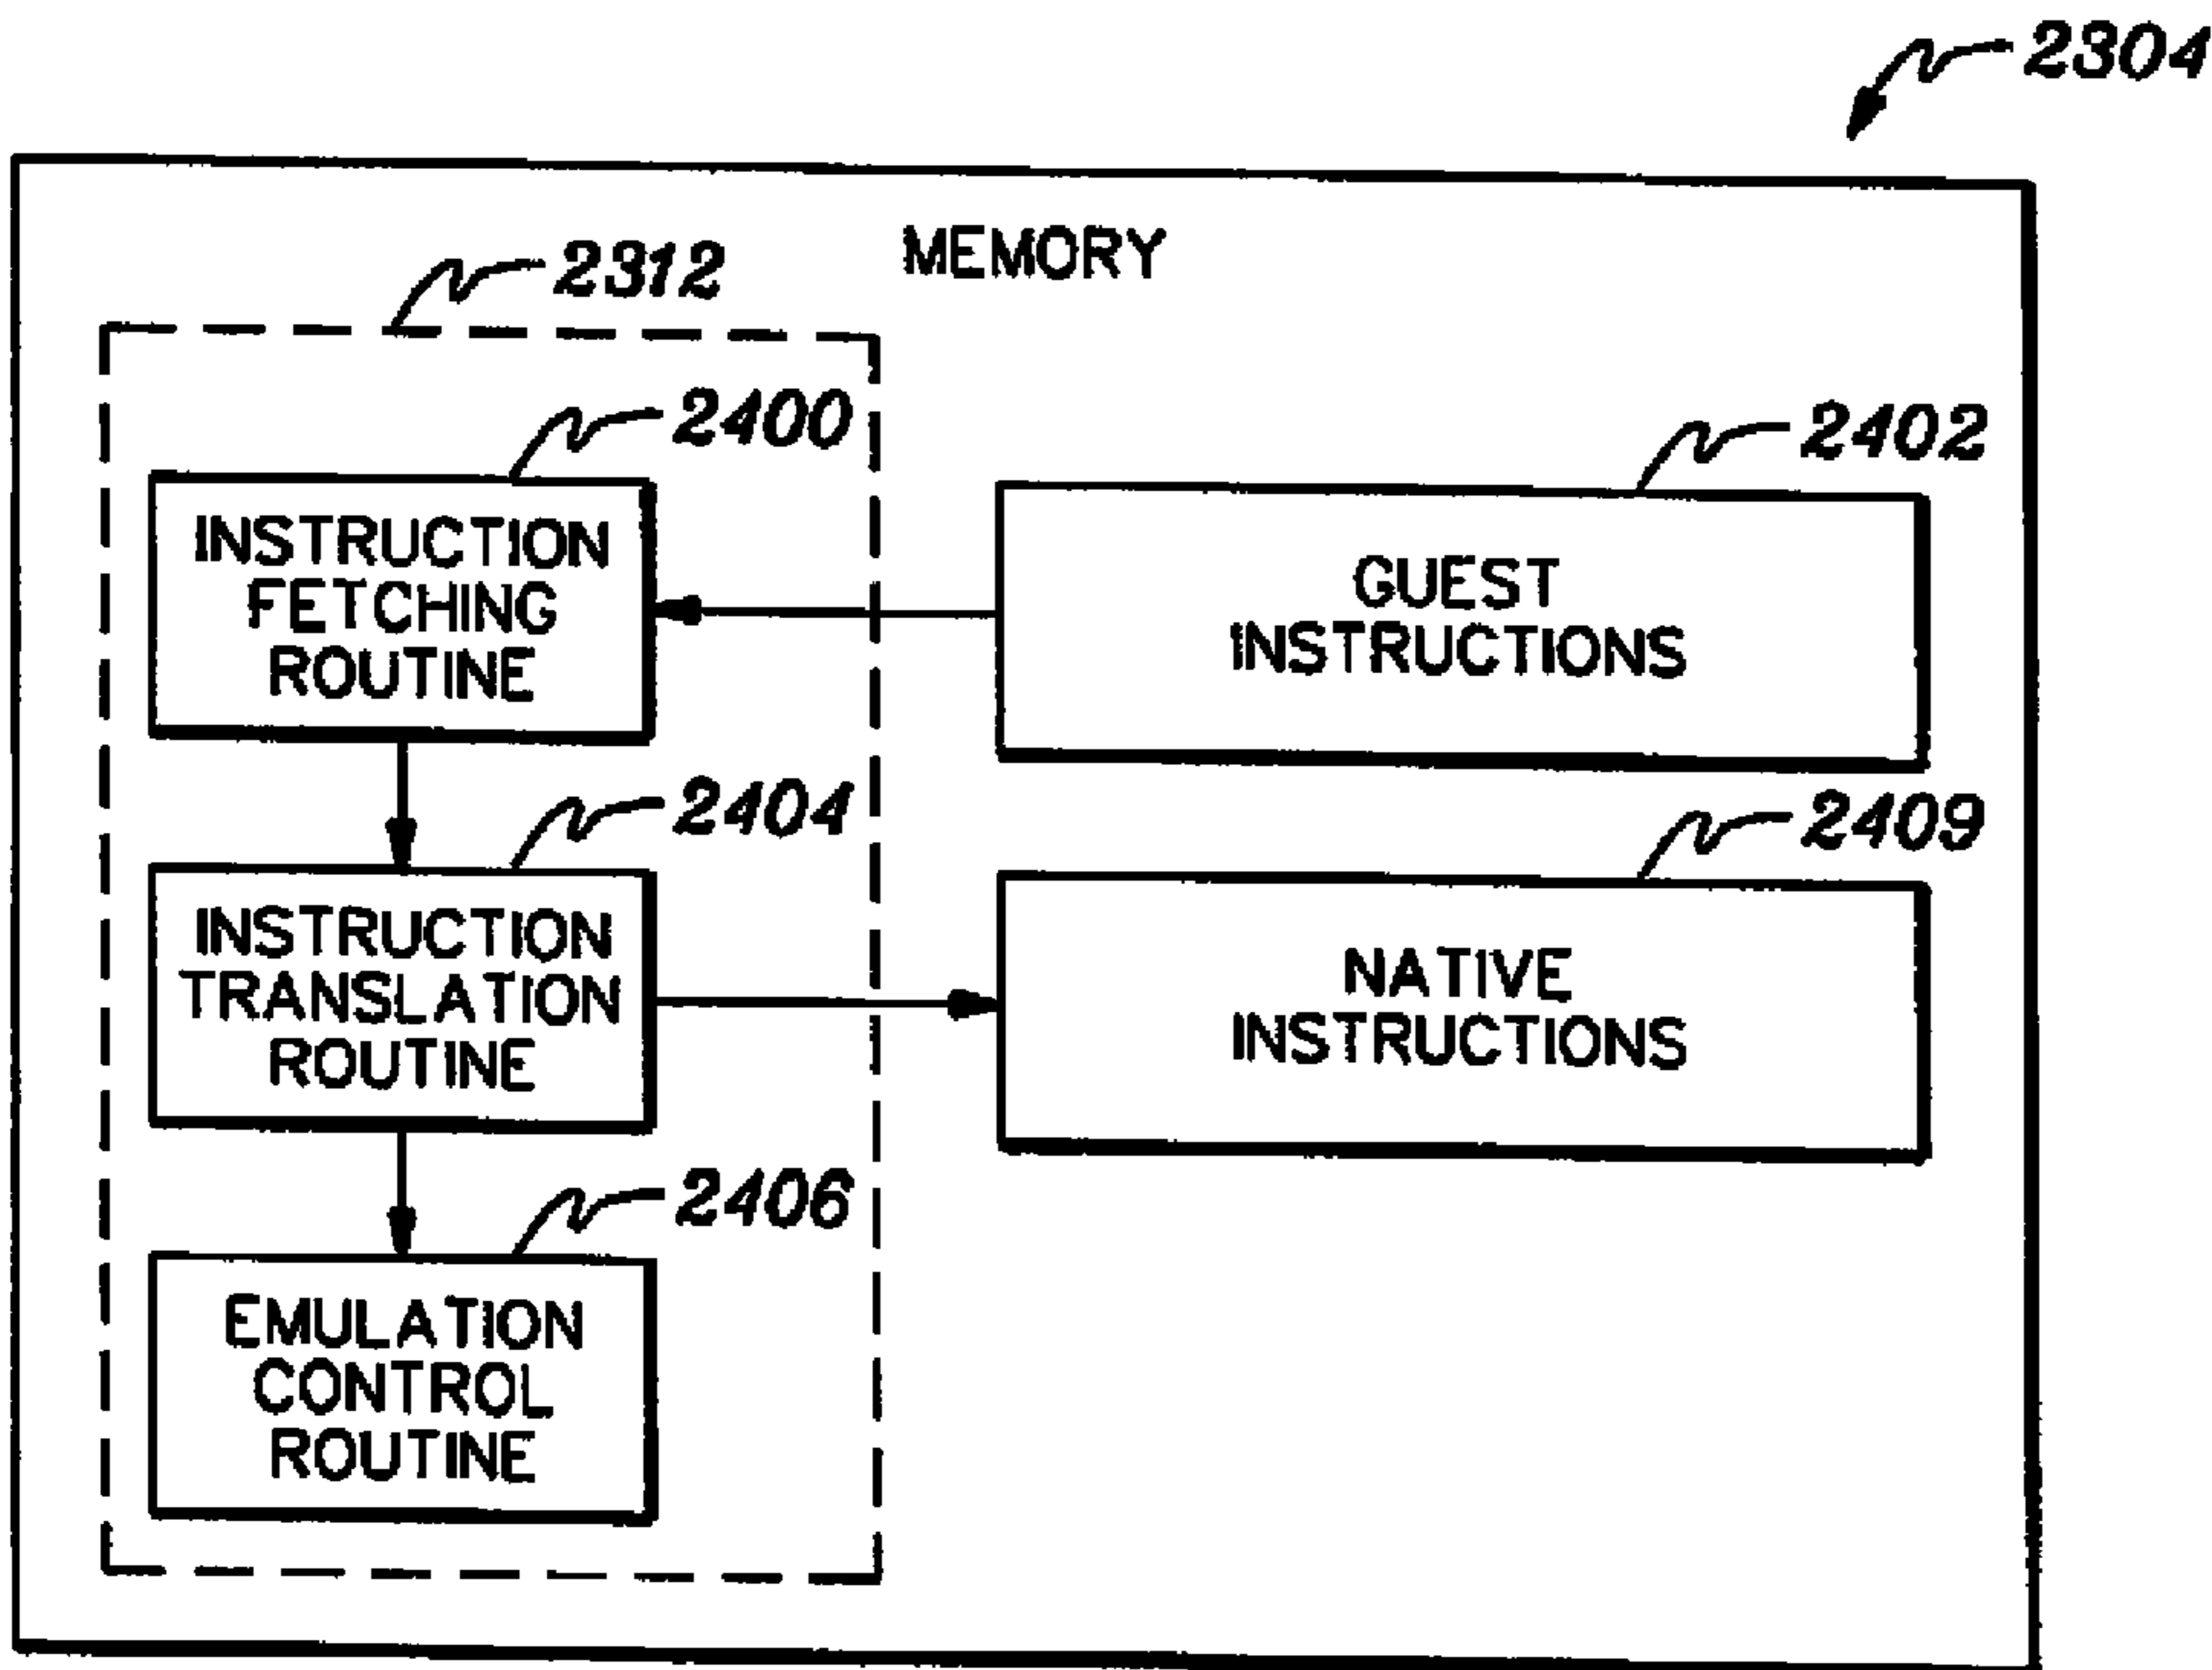 2304
MEMORY
2312
2400
INSTRUCTION
FETCHING
ROUTINE
2402
GUEST
INSTRUCTIONS
2404
INSTRUCTION
TRANSLATION
ROUTINE
2409
NATIVE
INSTRUCTIONS
2406
EMULATION
CONTROL
ROUTINE